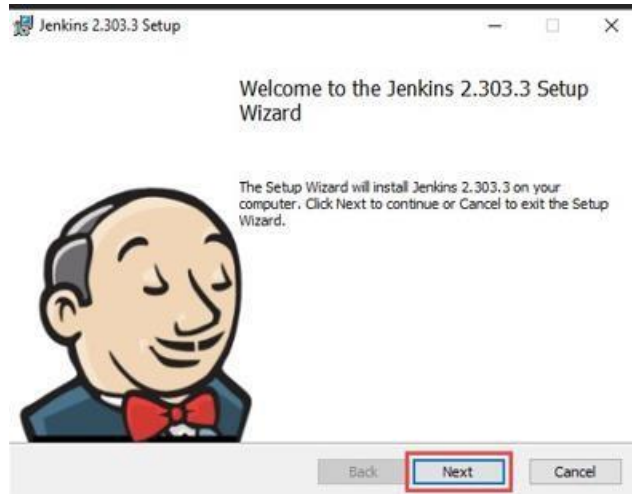 Jenkins 2.303.3 Setup
Welcome to the Jenkins 2.303.3 Setup
Wizard
The Setup Wizard will install Jenkins 2.303.3 on your
computer. Click Next to continue or Cancel to exit the Setup
Wizard.
Back Next Cancel